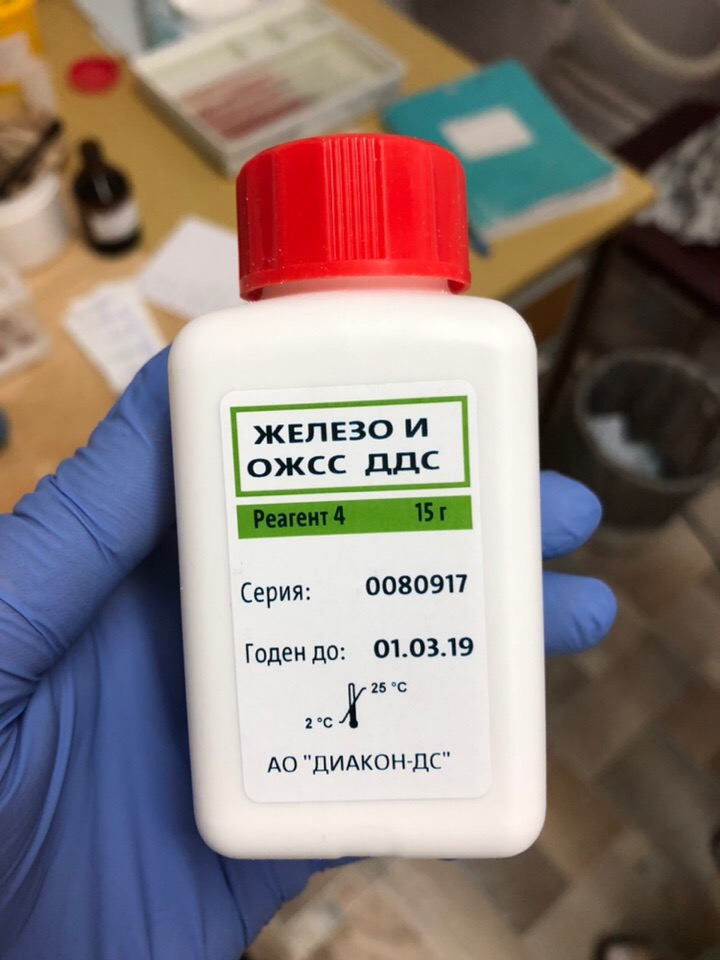 ЖЕЛЕЗО И
ОЖСС ДДС
Реагент 4 15 г
Серия: 0080917
Годен до: 01.03.19
25 °C
2 °C
АО "ДИАКОН-ДС"